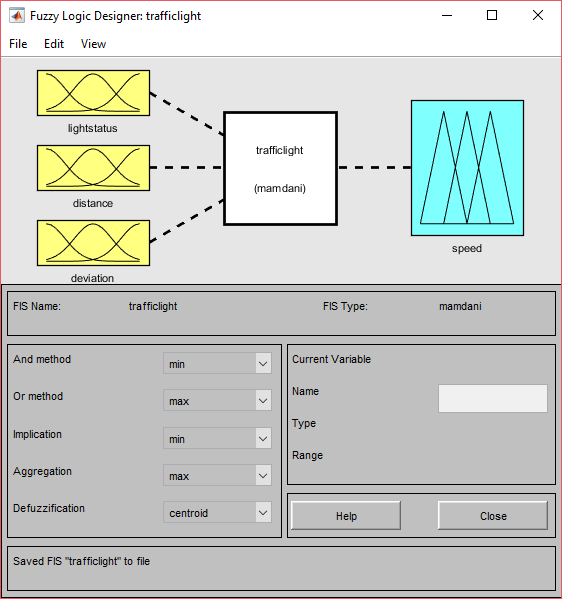 Fuzzy Logic Designer: trafficlight
File Edit View
lightstatus
distance
deviation
trafficlight
(mamdani)
speed
FIS Name: trafficlight FIS Type: mamdani
And method min
Or method max
Implication min
Aggregation max
Defuzzification centroid
Current Variable
Name
Type
Range
Help Close
Saved FIS "trafficlight" to file